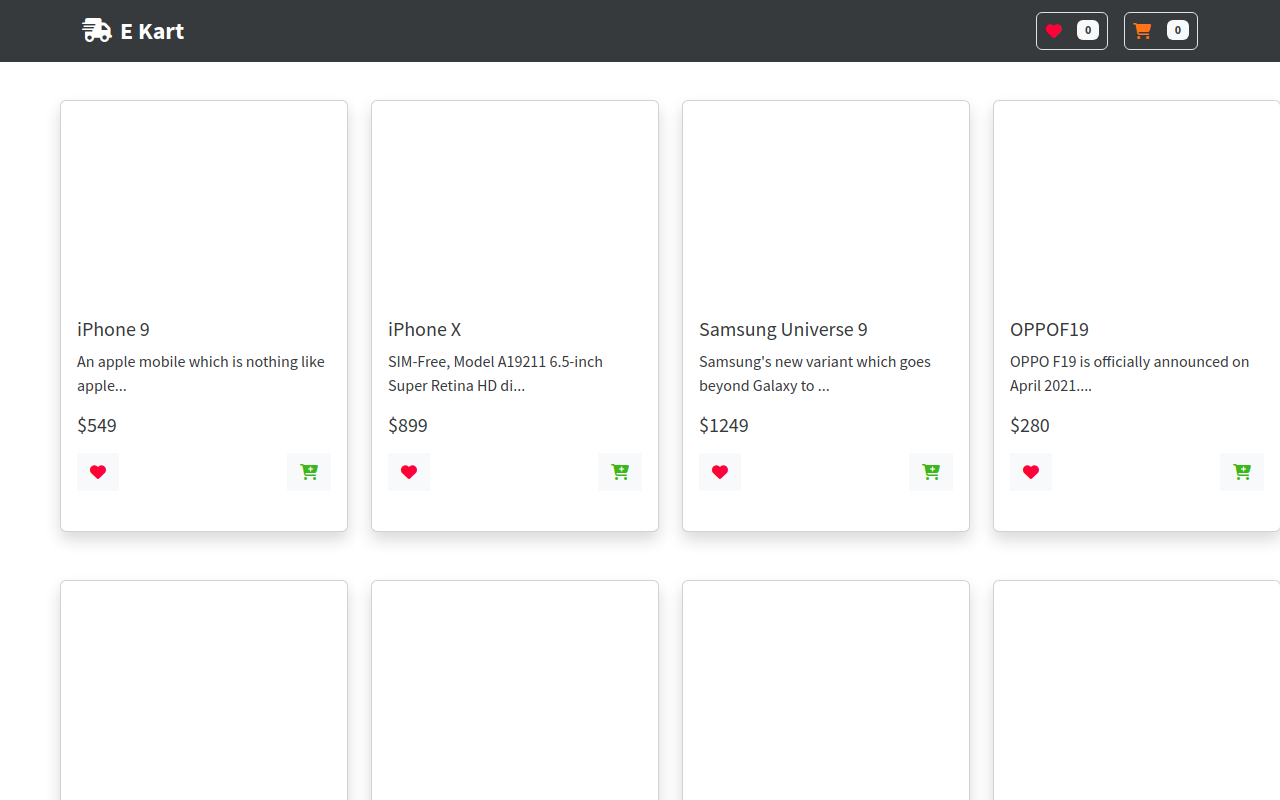 E Kart
0
0
iPhone 9
An apple mobile which is nothing like
apple...
$549
iPhone X
SIM-Free, Model A19211 6.5-inch
Super Retina HD di...
$899
Samsung Universe 9
Samsung's new variant which goes
beyond Galaxy to ...
$1249
OPPOF19
OPPO F19 is officially announced on
April 2021....
$280